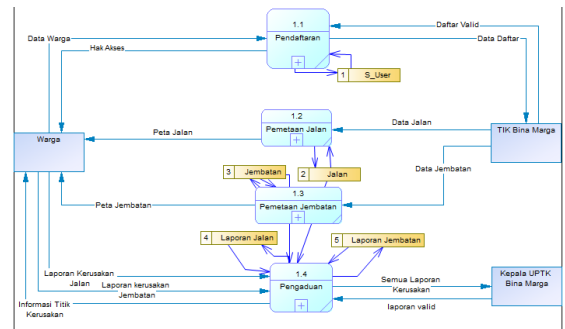 1.1
Pendaftaran
Daftar Valid
Data Warga
Hak Akses
Data Daftar
1 S_User
1.2
Pemetaan Jalan
Warga
Peta Jalan
Data Jalan
TIK Bina Marga
3 Jembatan
2 Jalan
Data Jembatan
1.3
Pemetaan Jembatan
Peta Jembatan
4 Laporan Jalan
5 Laporan Jembatan
1.4
Pengaduan
Laporan Kerusakan
Jalan
Laporan kerusakan
Jembatan
Informasi Titik
Kerusakan
Semua Laporan
Kerusakan
laporan valid
Kepala UPTK
Bina Marga